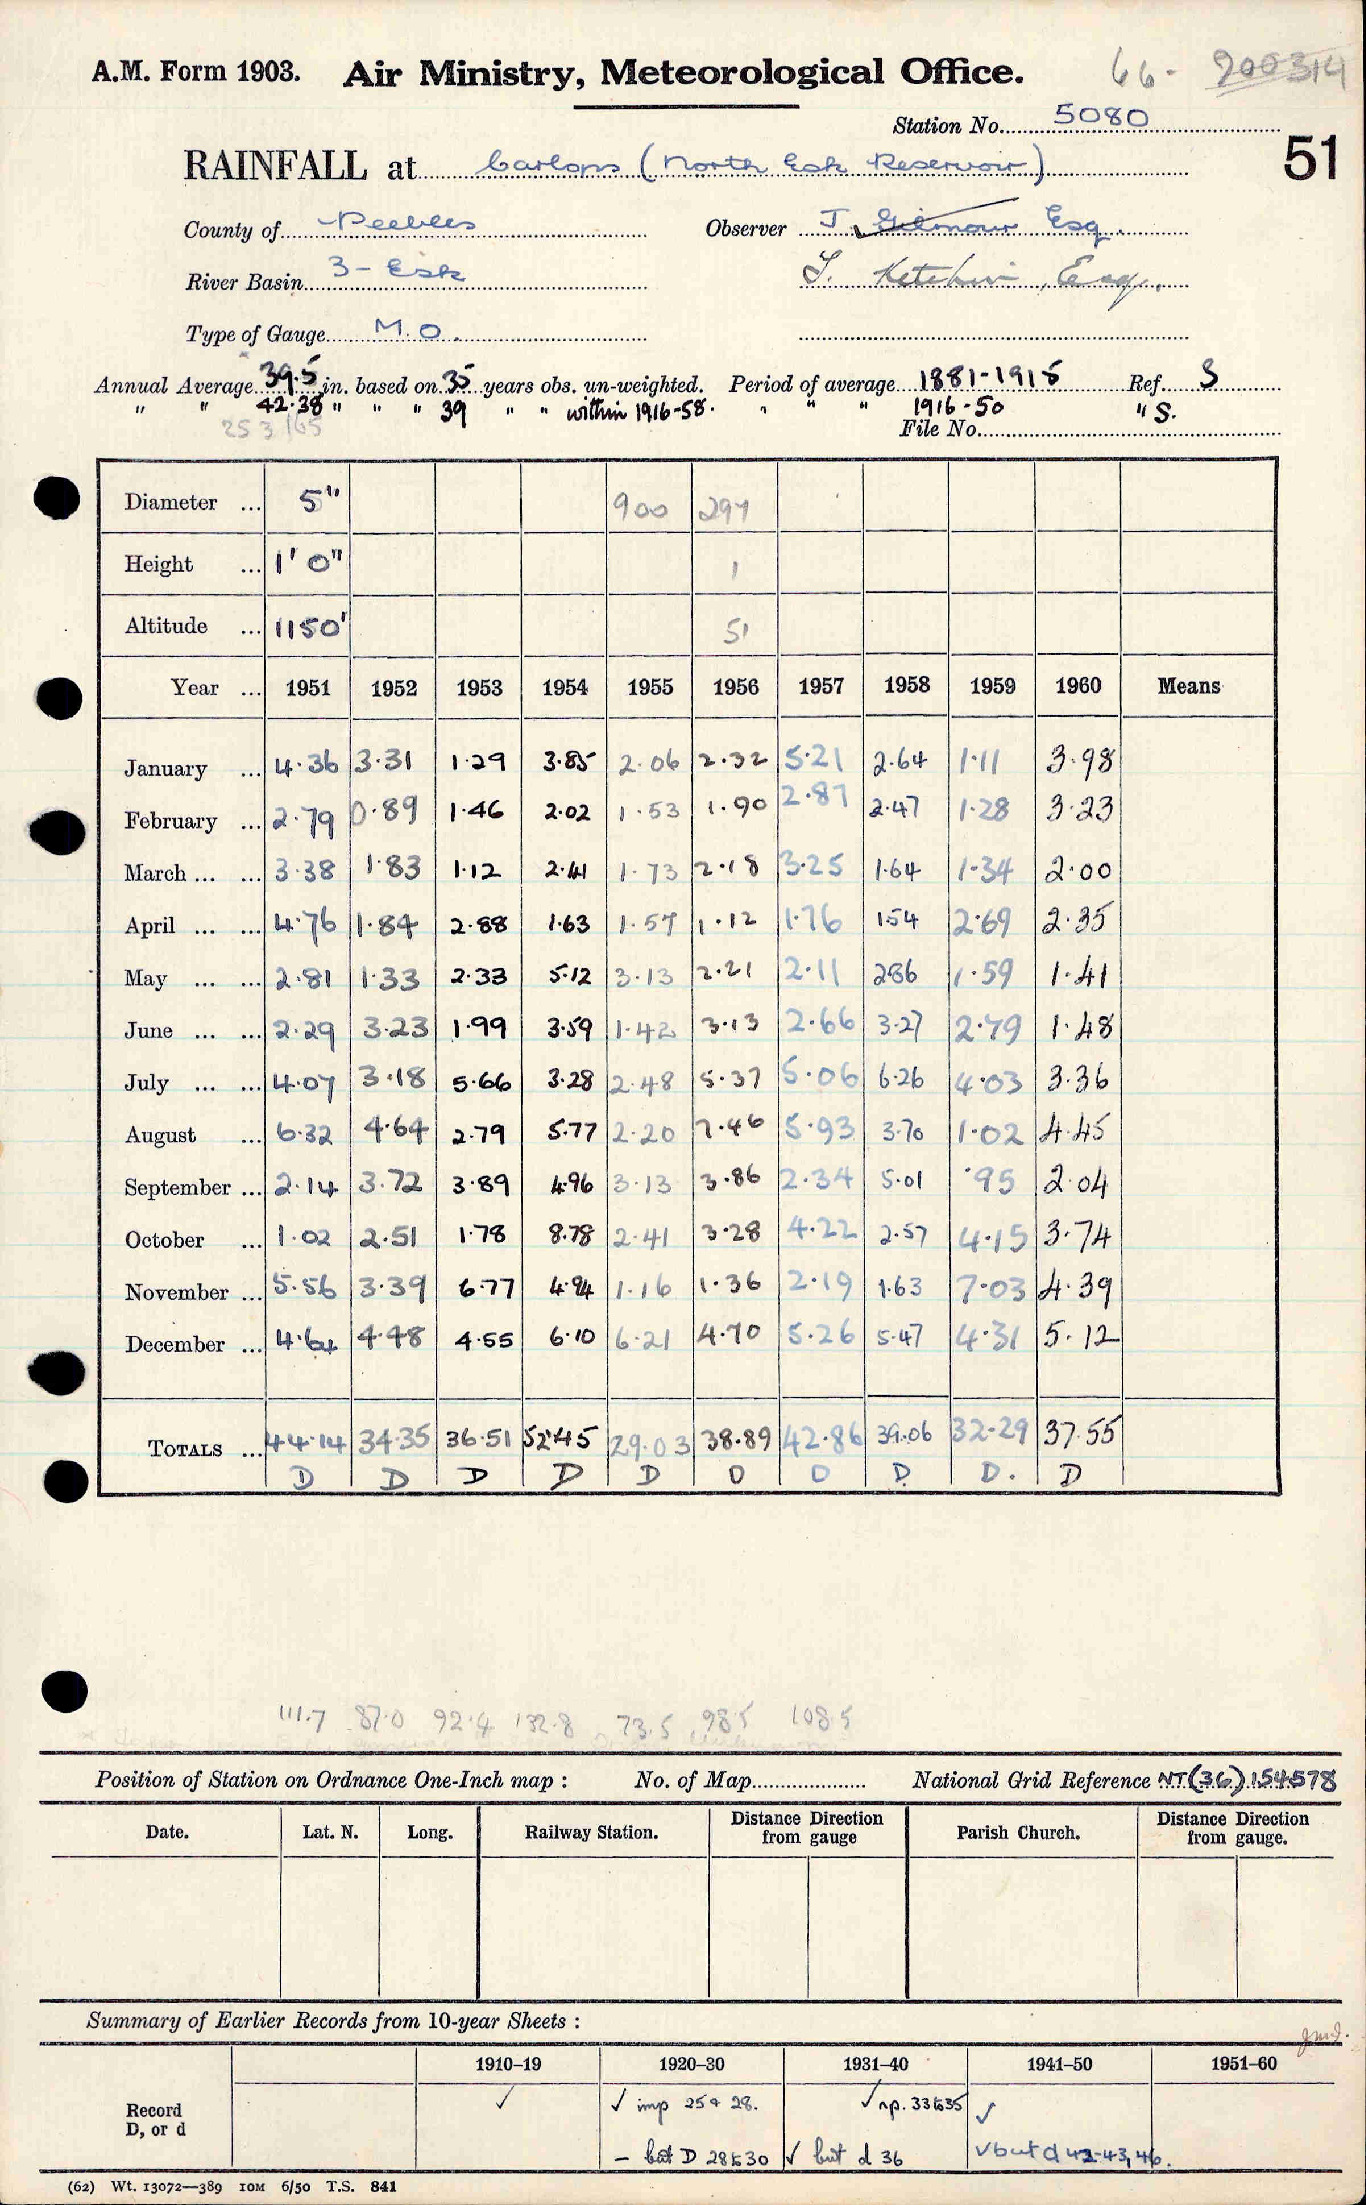 A.M. Form 1903. Air Ministry, Meteorological Office. 66- 200314
Station No. 5080
51
RAINFALL at Carlops (North Esk Reservoir)
County of Peebles Observer J. Gilmour Esq.
River Basin 3 - Esk
Type of Gauge M.O.
Annual Average 39.5 in. based on 35 years obs. un-weighted. Period of average 1881-1915 Ref. S
" " 42.38 " " " 39 " " within 1916-58. " " " 1916-50 " S.
253/65 File No.
Diameter ... 5" 900 297
Height ... 1' 0" 1
Altitude ... 1150' 51
Year ... 1951 1952 1953 1954 1955 1956 1957 1958 1959 1960 Means
January ... 4.36 3.31 1.29 3.85 2.06 2.32 5.21 2.64 1.11 3.98
February ... 2.79 0.89 1.46 2.02 1.53 1.90 2.87 2.47 1.28 3.23
March ... ... 3.38 1.83 1.12 2.41 1.73 2.18 3.25 1.64 1.34 2.00
April ... ... 4.76 1.84 2.88 1.63 1.57 1.12 1.76 1.54 2.69 2.35
May ... ... 2.81 1.33 2.33 5.12 3.13 2.21 2.11 2.86 1.59 1.41
June ... ... 2.29 3.23 1.99 3.59 1.42 3.13 2.66 3.27 2.79 1.48
July ... ... 4.07 3.18 5.66 3.28 2.48 5.37 5.06 6.26 4.03 3.36
August ... 6.32 4.64 2.79 5.77 2.20 7.46 5.93 3.70 1.02 4.45
September ... 2.14 3.72 3.89 4.96 3.13 3.86 2.34 5.01 .95 2.04
October ... 1.02 2.51 1.78 8.78 2.41 3.28 4.22 2.57 4.15 3.74
November ... 5.56 3.39 6.77 4.94 1.16 1.36 2.19 1.63 7.03 4.39
December ... 4.64 4.48 4.55 6.10 6.21 4.70 5.26 5.47 4.31 5.12
TOTALS ... 44.14 34.35 36.51 52.45 29.03 38.89 42.86 39.06 32.29 37.55
D D D D D D D D D. D
111.7 87.0 92.4 132.8 73.5 98.5 108.5
Position of Station on Ordnance One-Inch map : No. of Map National Grid Reference NT(36)154578
Date. Lat. N. Long. Railway Station. Distance from gauge Direction Parish Church. Distance from gauge. Direction
Summary of Earlier Records from 10-year Sheets :
1910–19 1920–30 1931–40 1941–50 1951–60
Record ✓ ✓ imp 25 & 28. ✓ np. 33 to 35 ✓
D, or d – but D 28 to 30 ✓ but d 36 ✓ but d 42-43, 46.
(62) Wt. 13072—389 10M 6/50 T.S. 841